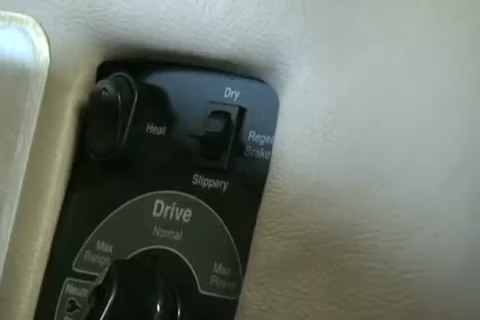 Dry
Heat
Regen
Brake
Slippery
Drive
Normal
Max
Range
Max
Power